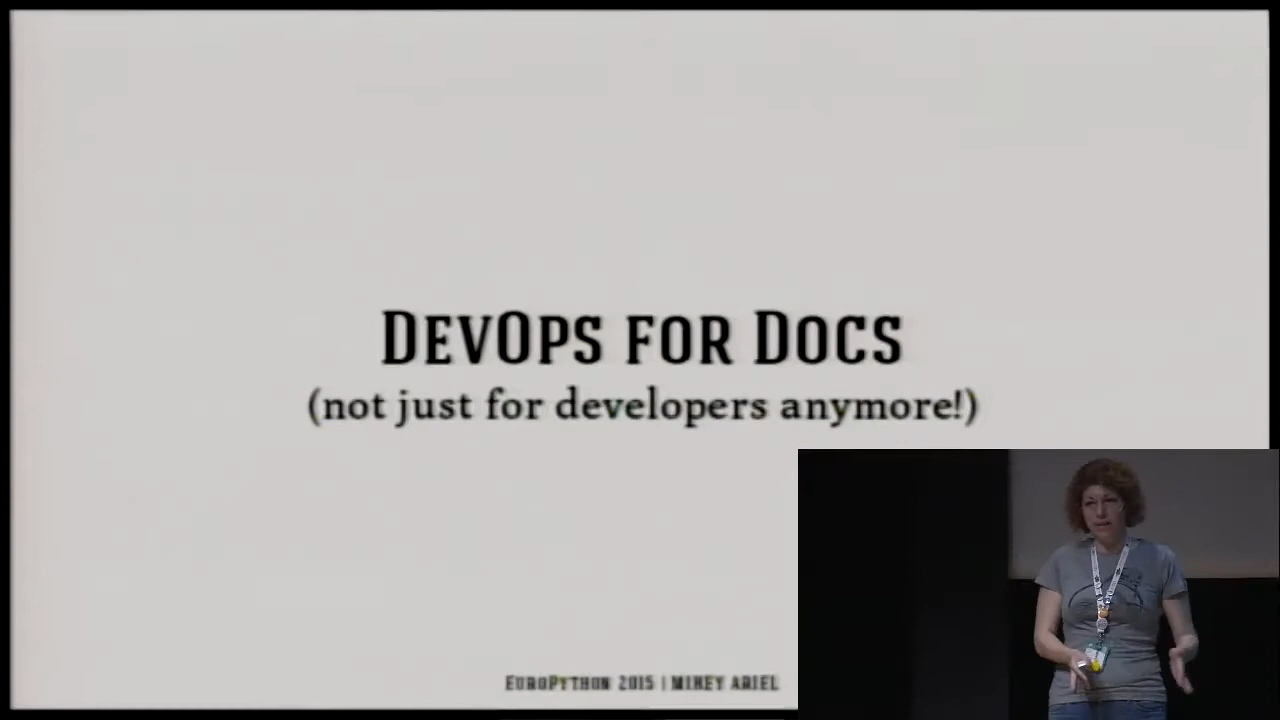 DevOps for Docs
(not just for developers anymore!)
EuroPython 2015 | Mikey Ariel